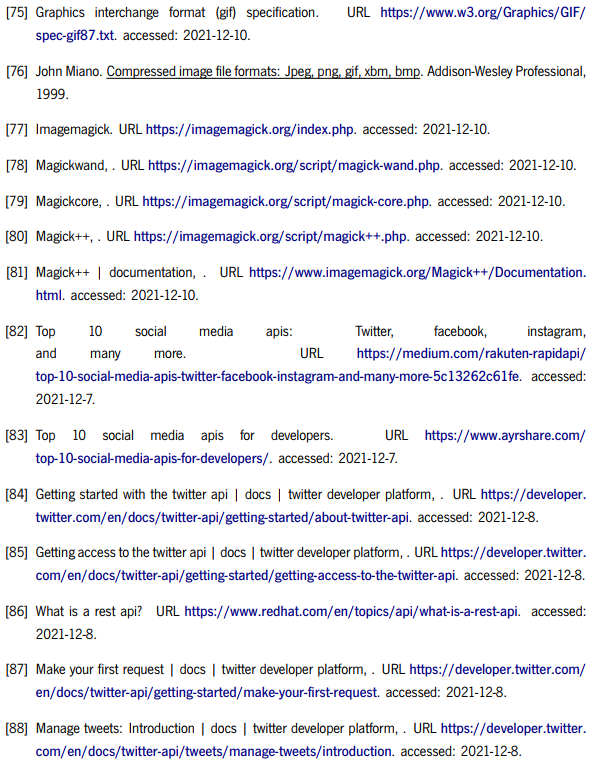 [75] Graphics interchange format (gif) specification. URL https://www.w3.org/Graphics/GIF/
spec-gif87.txt. accessed: 2021-12-10.
[76] John Miano. Compressed image file formats: Jpeg, png, gif, xbm, bmp. Addison-Wesley Professional,
1999.
[77] Imagemagick. URL https://imagemagick.org/index.php. accessed: 2021-12-10.
[78] Magickwand, . URL https://imagemagick.org/script/magick-wand.php. accessed: 2021-12-10.
[79] Magickcore, . URL https://imagemagick.org/script/magick-core.php. accessed: 2021-12-10.
[80] Magick++, . URL https://imagemagick.org/script/magick++.php. accessed: 2021-12-10.
[81] Magick++ | documentation, . URL https://www.imagemagick.org/Magick++/Documentation.
html. accessed: 2021-12-10.
[82] Top 10 social media apis: Twitter, facebook, instagram,
and many more. URL https://medium.com/rakuten-rapidapi/
top-10-social-media-apis-twitter-facebook-instagram-and-many-more-5c13262c61fe. accessed:
2021-12-7.
[83] Top 10 social media apis for developers. URL https://www.ayrshare.com/
top-10-social-media-apis-for-developers/. accessed: 2021-12-7.
[84] Getting started with the twitter api | docs | twitter developer platform, . URL https://developer.
twitter.com/en/docs/twitter-api/getting-started/about-twitter-api. accessed: 2021-12-8.
[85] Getting access to the twitter api | docs | twitter developer platform, . URL https://developer.twitter.
com/en/docs/twitter-api/getting-started/getting-access-to-the-twitter-api. accessed: 2021-12-8.
[86] What is a rest api? URL https://www.redhat.com/en/topics/api/what-is-a-rest-api. accessed:
2021-12-8.
[87] Make your first request | docs | twitter developer platform, . URL https://developer.twitter.com/
en/docs/twitter-api/getting-started/make-your-first-request. accessed: 2021-12-8.
[88] Manage tweets: Introduction | docs | twitter developer platform, . URL https://developer.twitter.
com/en/docs/twitter-api/tweets/manage-tweets/introduction. accessed: 2021-12-8.